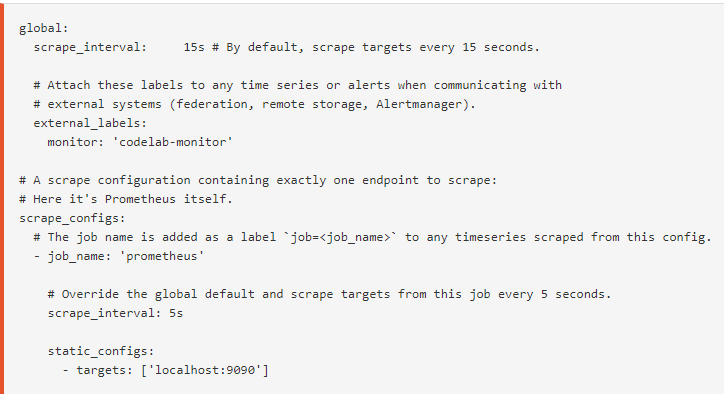 global:
  scrape_interval:     15s # By default, scrape targets every 15 seconds.

  # Attach these labels to any time series or alerts when communicating with
  # external systems (federation, remote storage, Alertmanager).
  external_labels:
    monitor: 'codelab-monitor'

# A scrape configuration containing exactly one endpoint to scrape:
# Here it's Prometheus itself.
scrape_configs:
  # The job name is added as a label `job=<job_name>` to any timeseries scraped from this config.
  - job_name: 'prometheus'

    # Override the global default and scrape targets from this job every 5 seconds.
    scrape_interval: 5s

    static_configs:
      - targets: ['localhost:9090']